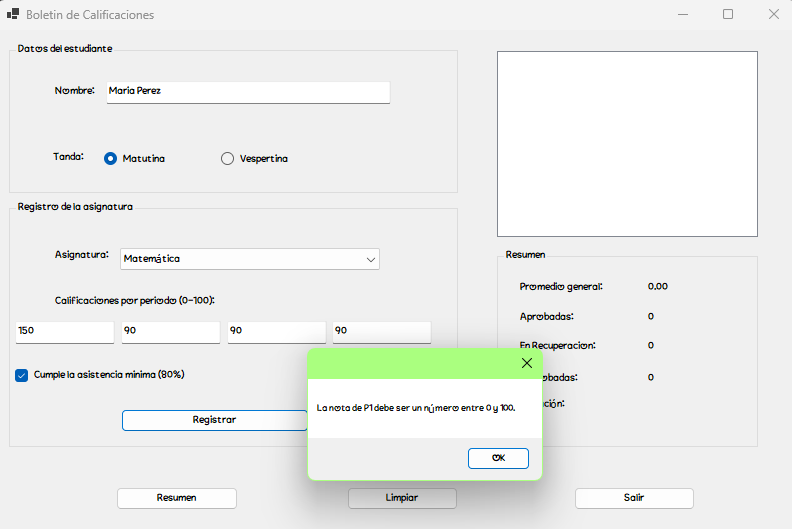 Boletin de Calificaciones
Datos del estudiante
Nombre: Maria Perez
Tanda: Matutina Vespertina
Registro de la asignatura
Asignatura: Matemática
Calificaciones por periodo (0-100):
150 90 90 90
Cumple la asistencia minima (80%)
Registrar
Resumen
Promedio general: 0.00
Aprobadas: 0
En Recuperacion: 0
obadas: 0
ación:
La nota de P1 debe ser un número entre 0 y 100.
OK
Resumen Limpiar Salir